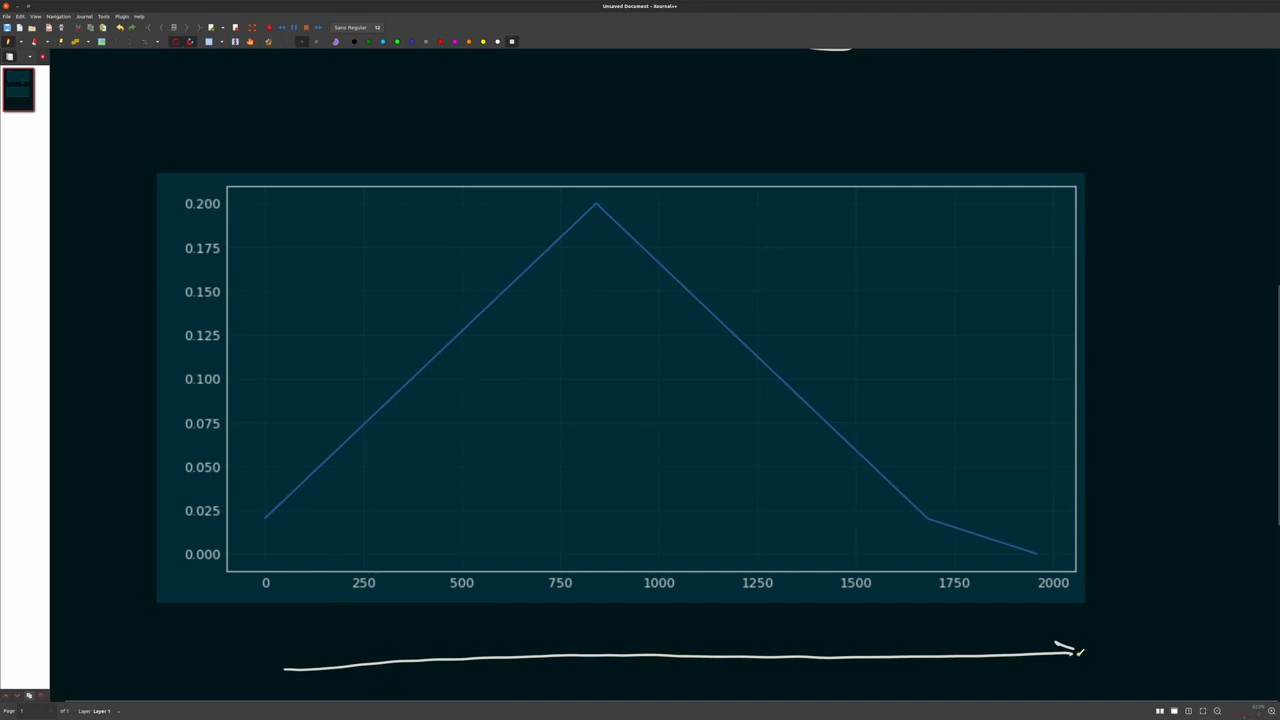 Unsaved Document - Xournal++
File Edit View Navigation Journal Tools Plugin Help
Sans Regular 12
0.200
0.175
0.150
0.125
0.100
0.075
0.050
0.025
0.000
0 250 500 750 1000 1250 1500 1750 2000
Page 1 of 1 Layer Layer 1